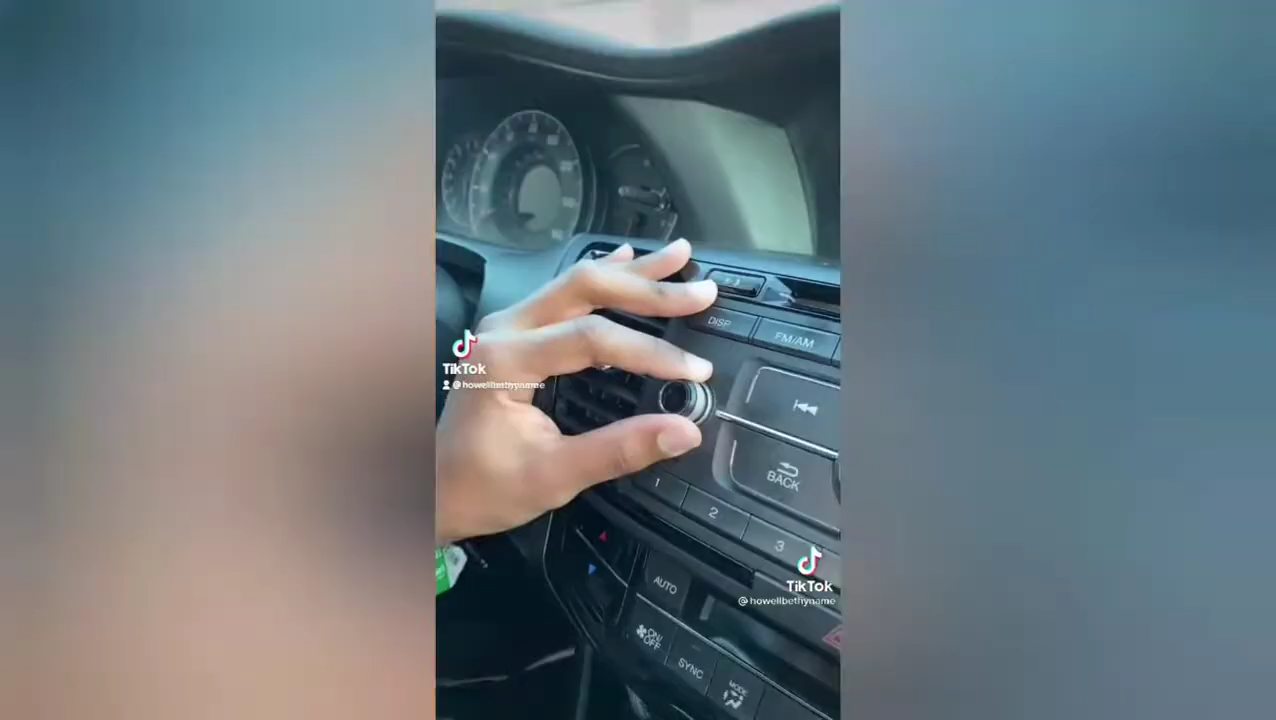 DISP
FM/AM
TikTok
@howellbethyname
BACK
1
2
3
TikTok
@howellbethyname
AUTO
ON/
OFF
SYNC
MODE